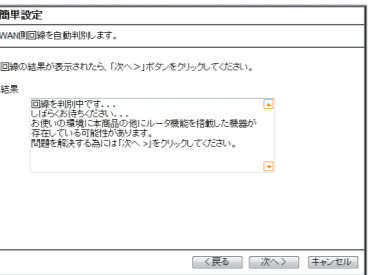 簡単設定
WAN側回線を自動判別します。
回線の結果が表示されたら、「次へ>」ボタンをクリックしてください。
結果
回線を判別中です...
しばらくお待ちください...
お使いの環境に本商品の他にルータ機能を搭載した機器が
存在している可能性があります。
問題を解決する為には「次へ >」をクリックしてください。
<戻る 次へ> キャンセル